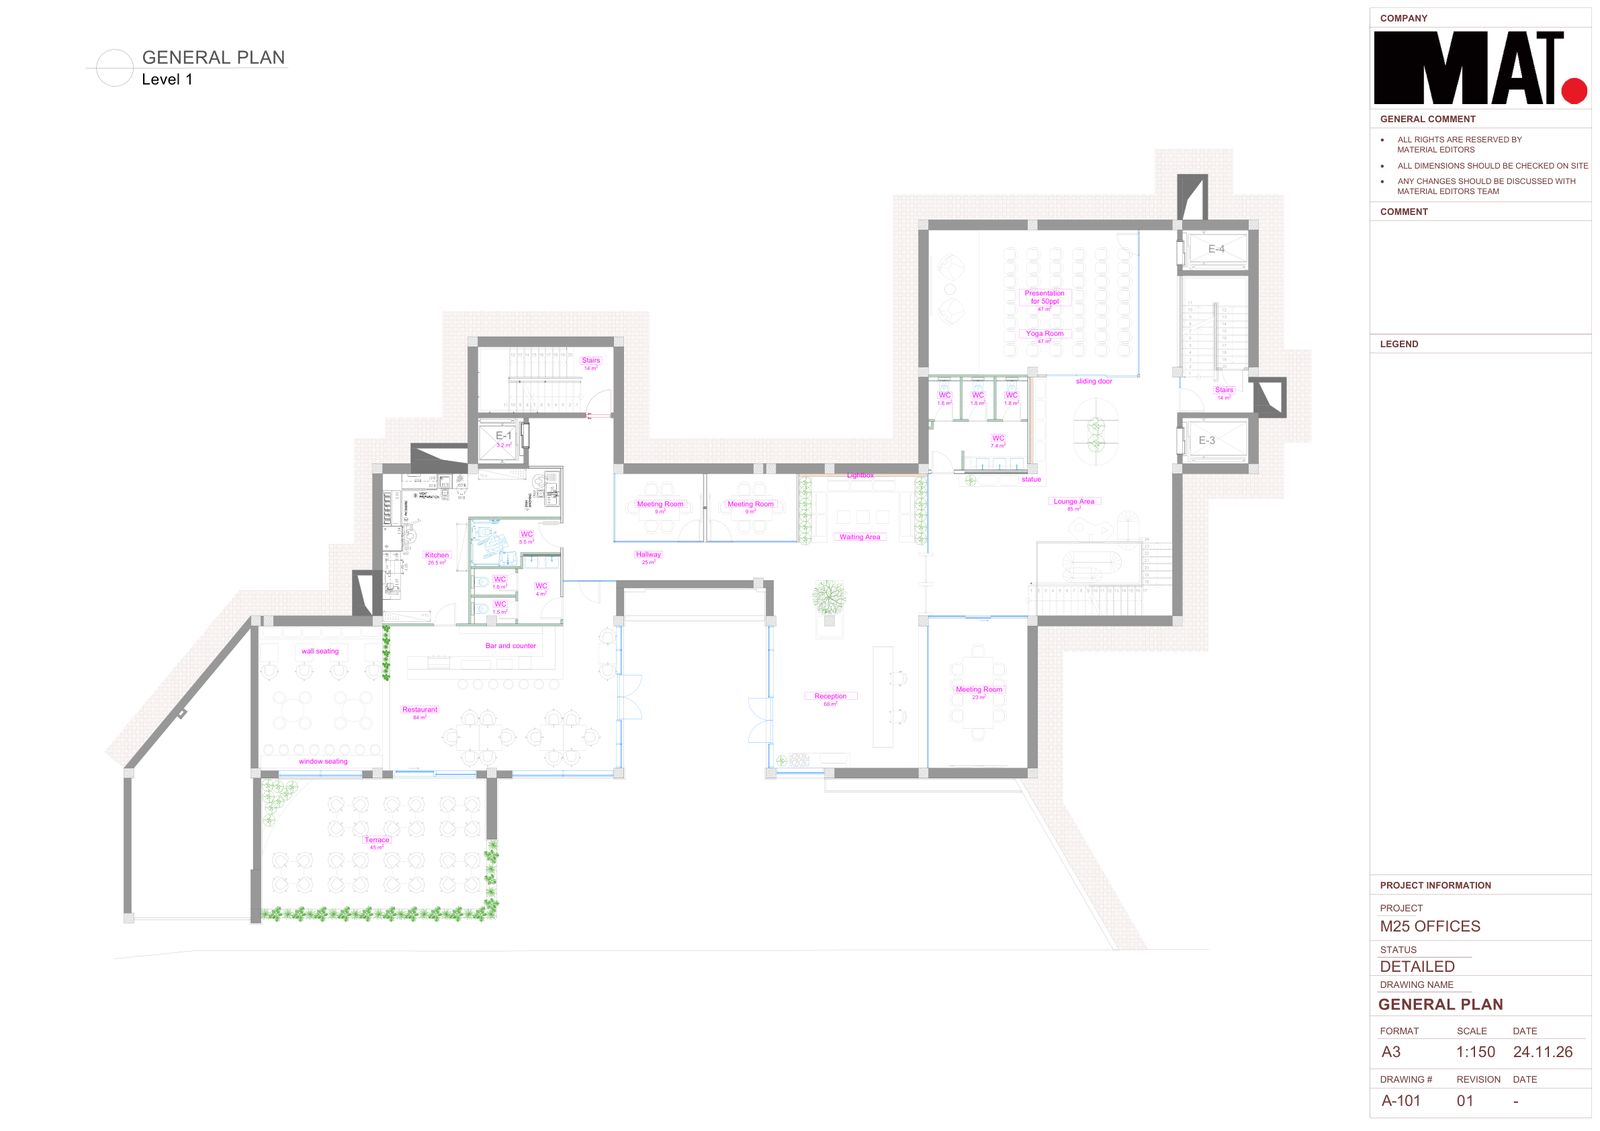 GENERAL PLAN
Level 1
COMPANY
MAT.
GENERAL COMMENT
• ALL RIGHTS ARE RESERVED BY
MATERIAL EDITORS
• ALL DIMENSIONS SHOULD BE CHECKED ON SITE
• ANY CHANGES SHOULD BE DISCUSSED WITH
MATERIAL EDITORS TEAM
COMMENT
LEGEND
PROJECT INFORMATION
PROJECT
M25 OFFICES
STATUS
DETAILED
DRAWING NAME
GENERAL PLAN
FORMAT SCALE DATE
A3 1:150 24.11.26
DRAWING # REVISION DATE
A-101 01 -
E-4
Presentation
for 50ppt
47 m²
Yoga Room
47 m²
sliding door
Stairs
14 m²
E-3
WC
1.6 m²
WC
1.8 m²
WC
1.8 m²
WC
7.4 m²
Stairs
14 m²
E-1
5.2 m²
Lightbox
statue
Lounge Area
85 m²
Meeting Room
9 m²
Meeting Room
9 m²
Waiting Area
Hallway
25 m²
Kitchen
26.5 m²
WC
5.5 m²
WC
1.6 m²
WC
4 m²
WC
1.5 m²
wall seating
Bar and counter
Restaurant
84 m²
window seating
Reception
68 m²
Meeting Room
23 m²
Terrace
45 m²